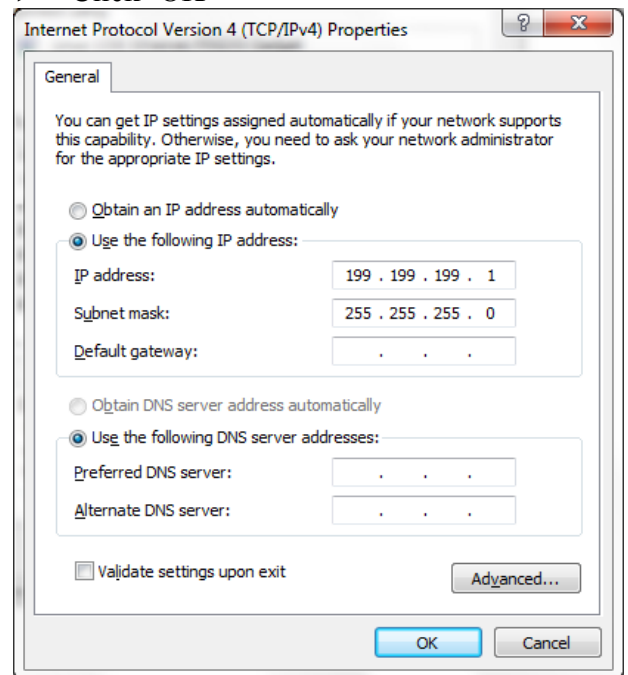 Internet Protocol Version 4 (TCP/IPv4) Properties
General
You can get IP settings assigned automatically if your network supports
this capability. Otherwise, you need to ask your network administrator
for the appropriate IP settings.
Obtain an IP address automatically
Use the following IP address:
IP address: 199 . 199 . 199 . 1
Subnet mask: 255 . 255 . 255 . 0
Default gateway: . . .
Obtain DNS server address automatically
Use the following DNS server addresses:
Preferred DNS server: . . .
Alternate DNS server: . . .
Validate settings upon exit
Advanced...
OK Cancel